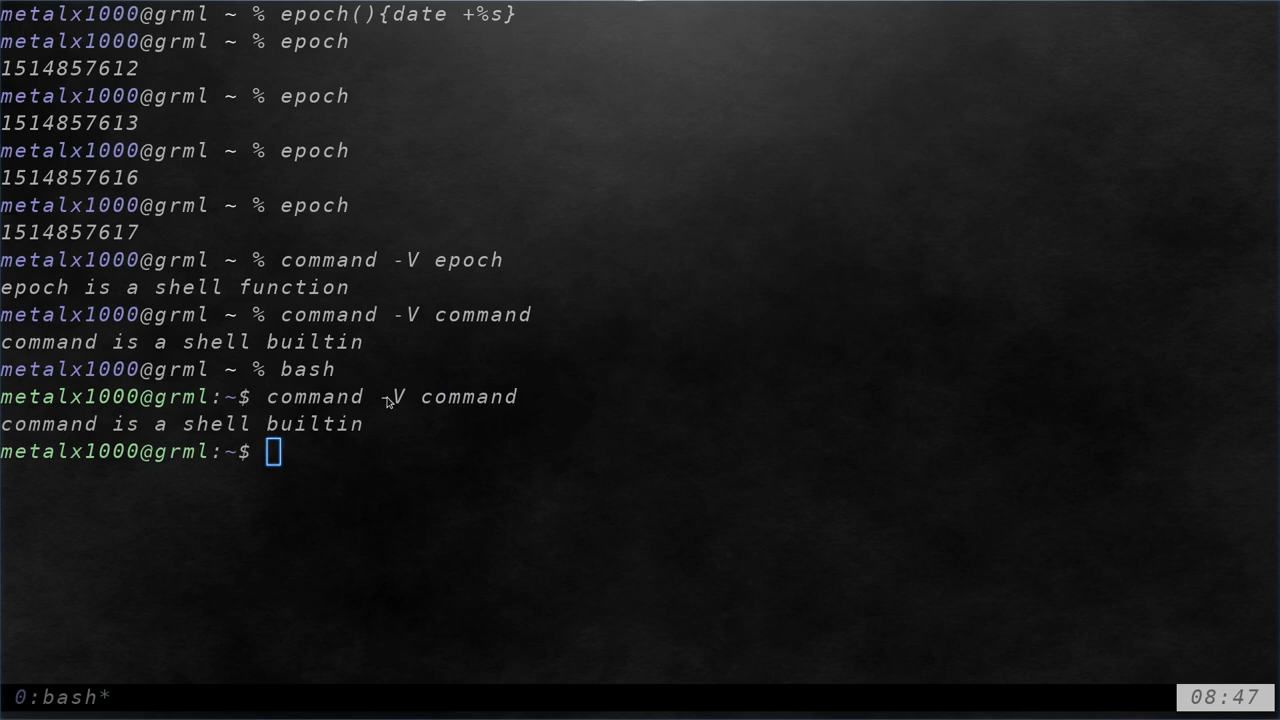 metalx1000@grml ~ % epoch(){date +%s}
metalx1000@grml ~ % epoch
1514857612
metalx1000@grml ~ % epoch
1514857613
metalx1000@grml ~ % epoch
1514857616
metalx1000@grml ~ % epoch
1514857617
metalx1000@grml ~ % command -V epoch
epoch is a shell function
metalx1000@grml ~ % command -V command
command is a shell builtin
metalx1000@grml ~ % bash
metalx1000@grml:~$ command -V command
command is a shell builtin
metalx1000@grml:~$
0:bash* 08:47